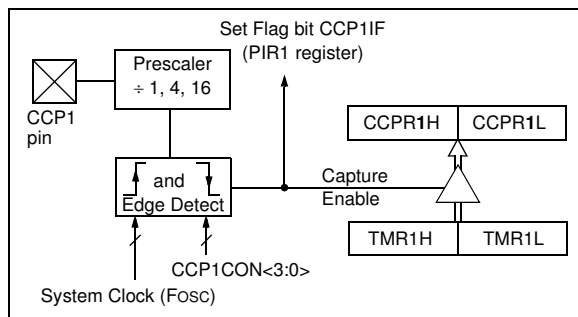 Set Flag bit CCP1IF
(PIR1 register)
Prescaler
÷ 1, 4, 16
CCP1
pin
CCPR1H
CCPR1L
and
Edge Detect
Capture
Enable
TMR1H
TMR1L
CCP1CON<3:0>
System Clock (FOSC)